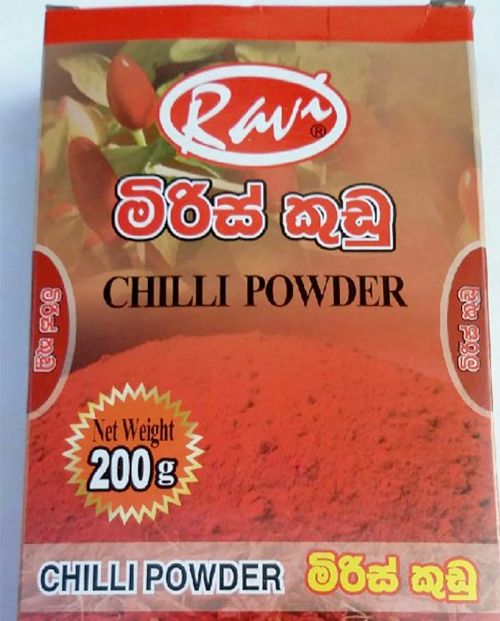 Ravi®
මිරිස් කුඩු
CHILLI POWDER
මිරිස් කුඩු
මිරිස් කුඩු
Net Weight
200g
CHILLI POWDER මිරිස් කුඩු